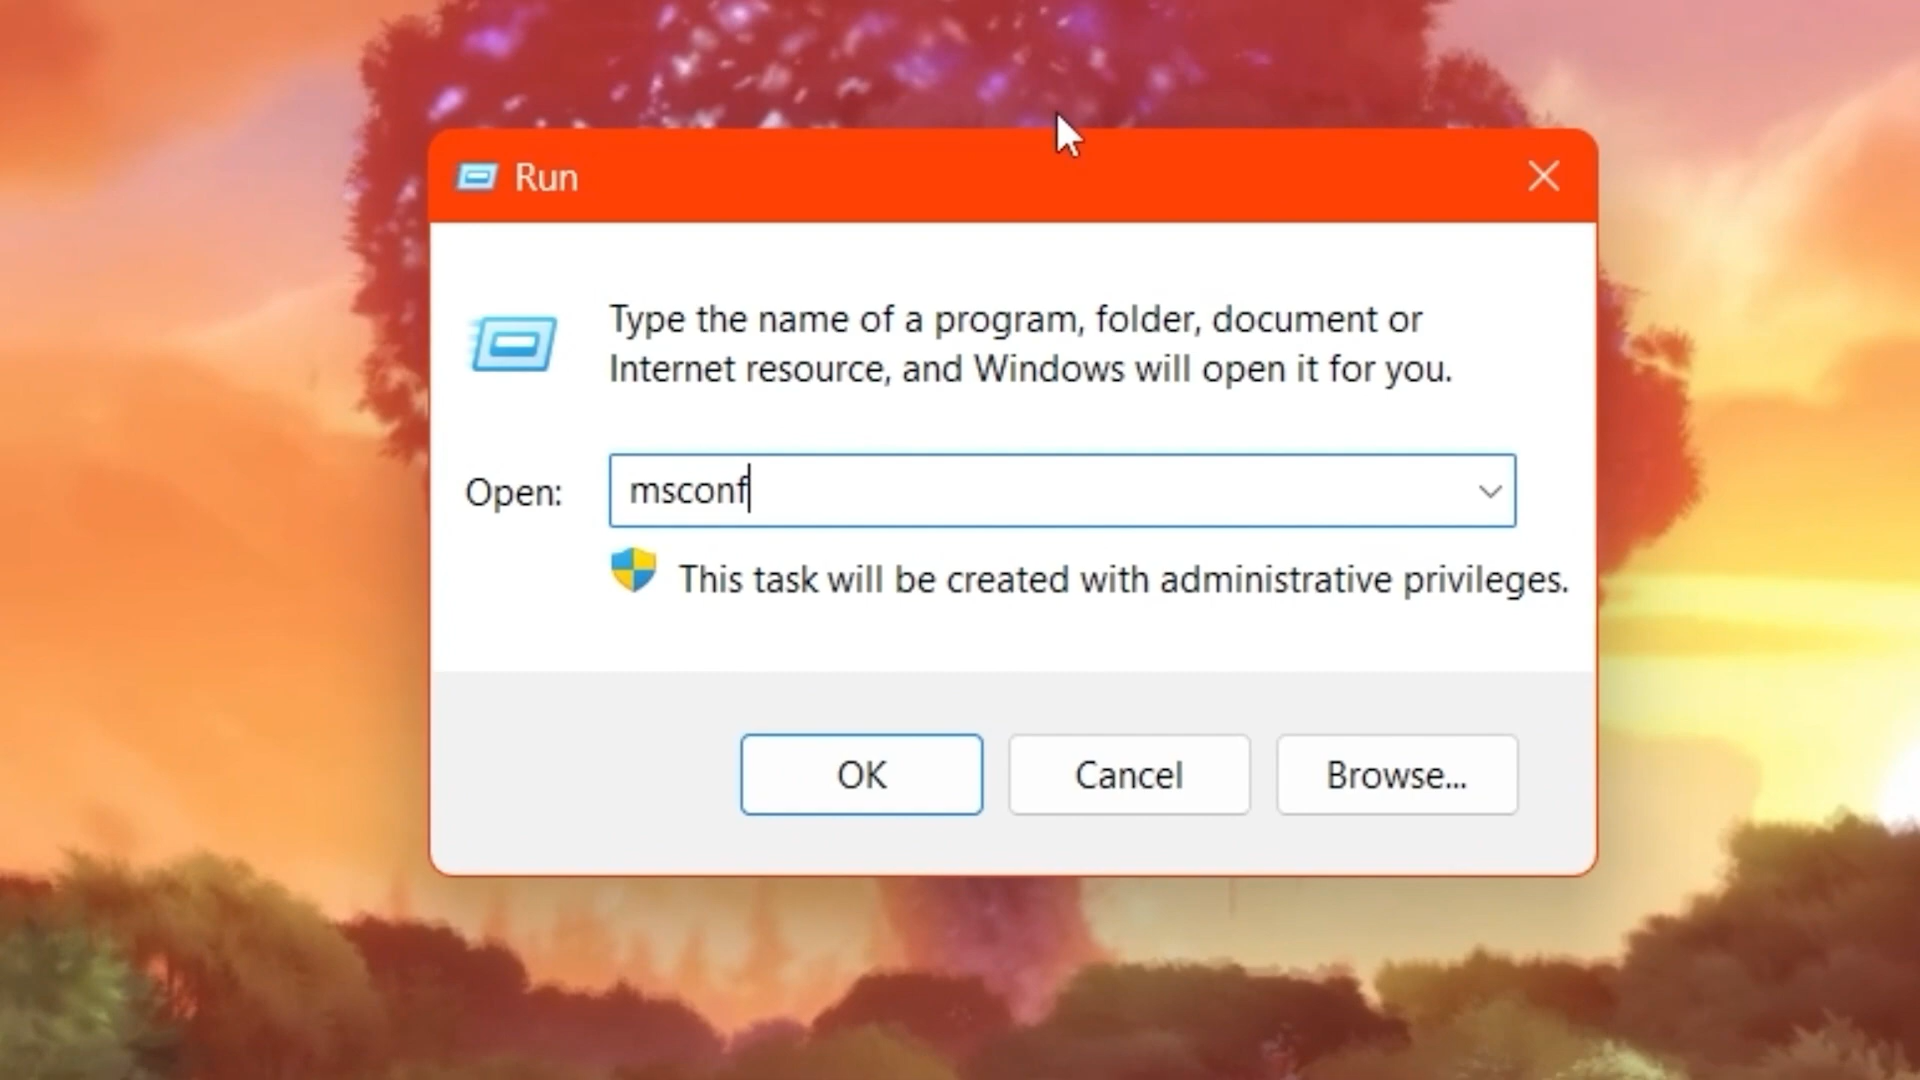 Run
Type the name of a program, folder, document or
Internet resource, and Windows will open it for you.
Open:
msconf
This task will be created with administrative privileges.
OK
Cancel
Browse...